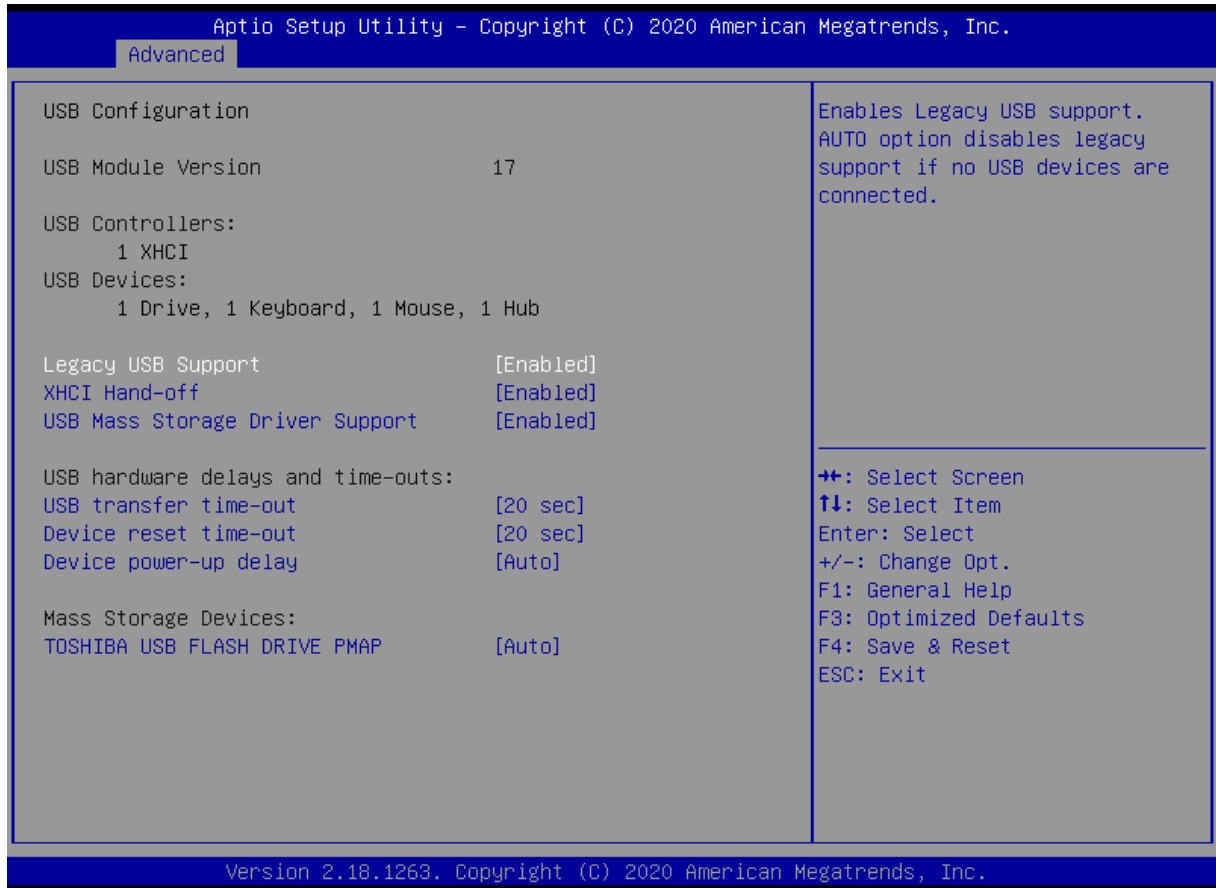 Aptio Setup Utility – Copyright (C) 2020 American Megatrends, Inc.
Advanced
USB Configuration
USB Module Version 17
USB Controllers:
1 XHCI
USB Devices:
1 Drive, 1 Keyboard, 1 Mouse, 1 Hub
Legacy USB Support [Enabled]
XHCI Hand-off [Enabled]
USB Mass Storage Driver Support [Enabled]
USB hardware delays and time-outs:
USB transfer time-out [20 sec]
Device reset time-out [20 sec]
Device power-up delay [Auto]
Mass Storage Devices:
TOSHIBA USB FLASH DRIVE PMAP [Auto]
Enables Legacy USB support.
AUTO option disables legacy
support if no USB devices are
connected.
→←: Select Screen
↑↓: Select Item
Enter: Select
+/-: Change Opt.
F1: General Help
F3: Optimized Defaults
F4: Save & Reset
ESC: Exit
Version 2.18.1263. Copyright (C) 2020 American Megatrends, Inc.